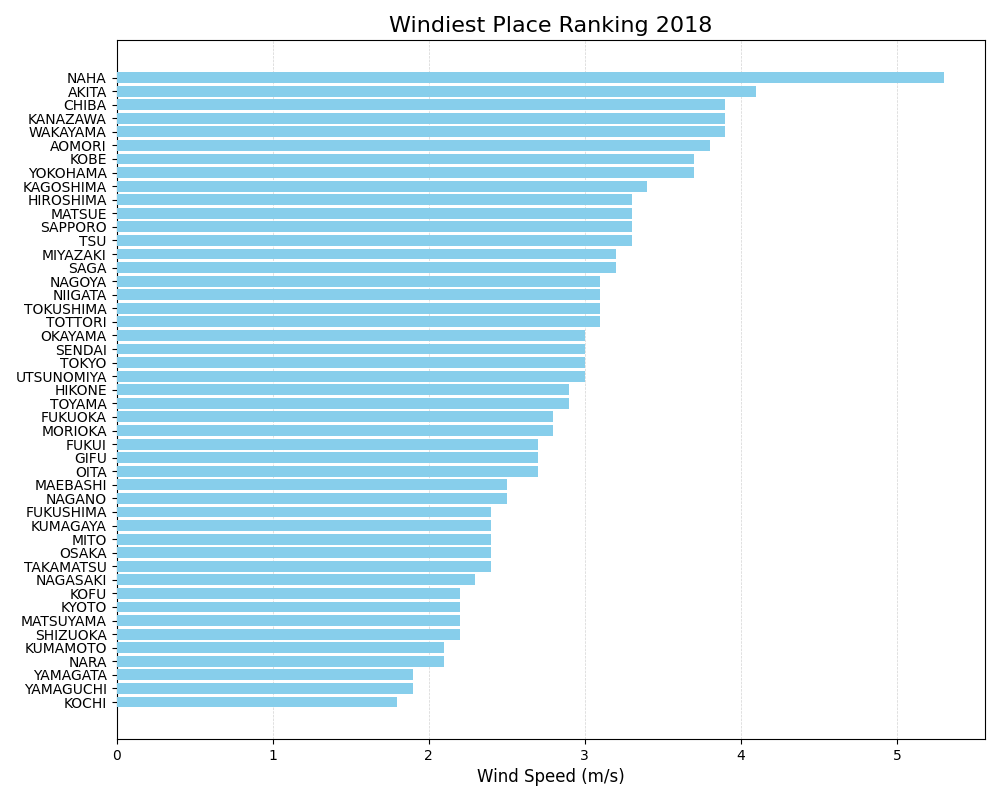 Windiest Place Ranking 2018
NAHA
AKITA
CHIBA
KANAZAWA
WAKAYAMA
AOMORI
KOBE
YOKOHAMA
KAGOSHIMA
HIROSHIMA
MATSUE
SAPPORO
TSU
MIYAZAKI
SAGA
NAGOYA
NIIGATA
TOKUSHIMA
TOTTORI
OKAYAMA
SENDAI
TOKYO
UTSUNOMIYA
HIKONE
TOYAMA
FUKUOKA
MORIOKA
FUKUI
GIFU
OITA
MAEBASHI
NAGANO
FUKUSHIMA
KUMAGAYA
MITO
OSAKA
TAKAMATSU
NAGASAKI
KOFU
KYOTO
MATSUYAMA
SHIZUOKA
KUMAMOTO
NARA
YAMAGATA
YAMAGUCHI
KOCHI
0 1 2 3 4 5
Wind Speed (m/s)